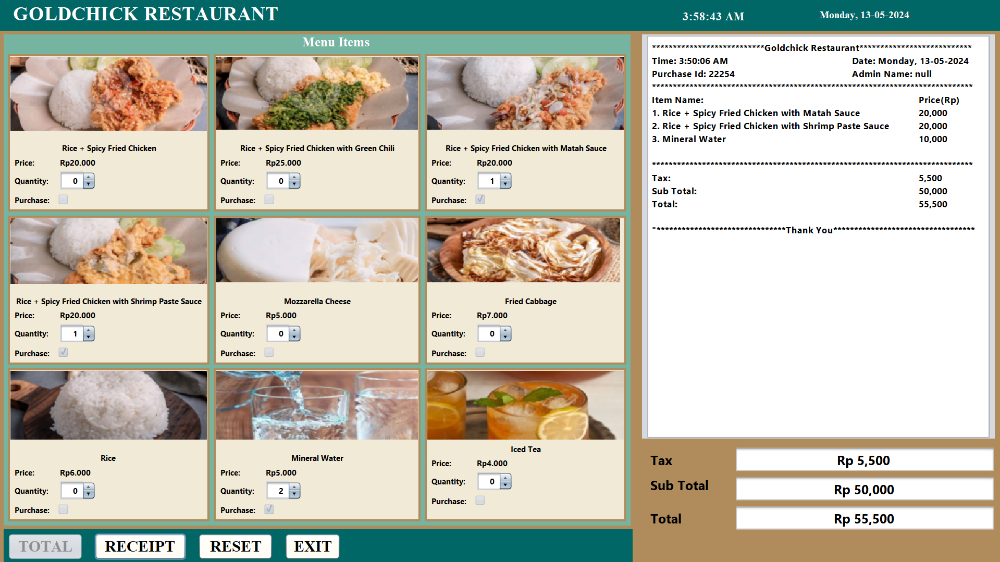 GOLDCHICK RESTAURANT
3:58:43 AM
Monday, 13-05-2024
Menu Items
Rice + Spicy Fried Chicken
Price: Rp20.000
Quantity: 0
Purchase:
Rice + Spicy Fried Chicken with Green Chili
Price: Rp25.000
Quantity: 0
Purchase:
Rice + Spicy Fried Chicken with Matah Sauce
Price: Rp20.000
Quantity: 1
Purchase:
Rice + Spicy Fried Chicken with Shrimp Paste Sauce
Price: Rp20.000
Quantity: 1
Purchase:
Mozzarella Cheese
Price: Rp5.000
Quantity: 0
Purchase:
Fried Cabbage
Price: Rp7.000
Quantity: 0
Purchase:
Rice
Price: Rp6.000
Quantity: 0
Purchase:
Mineral Water
Price: Rp5.000
Quantity: 2
Purchase:
Iced Tea
Price: Rp4.000
Quantity: 0
Purchase:
TOTAL
RECEIPT
RESET
EXIT
***************************Goldchick Restaurant***************************
Time: 3:50:06 AM Date: Monday, 13-05-2024
Purchase Id: 22254 Admin Name: null
*****************************************************************************
Item Name: Price(Rp)
1. Rice + Spicy Fried Chicken with Matah Sauce 20,000
2. Rice + Spicy Fried Chicken with Shrimp Paste Sauce 20,000
3. Mineral Water 10,000
*****************************************************************************
Tax: 5,500
Sub Total: 50,000
Total: 55,500
"*******************************Thank You**********************************
Tax Rp 5,500
Sub Total Rp 50,000
Total Rp 55,500